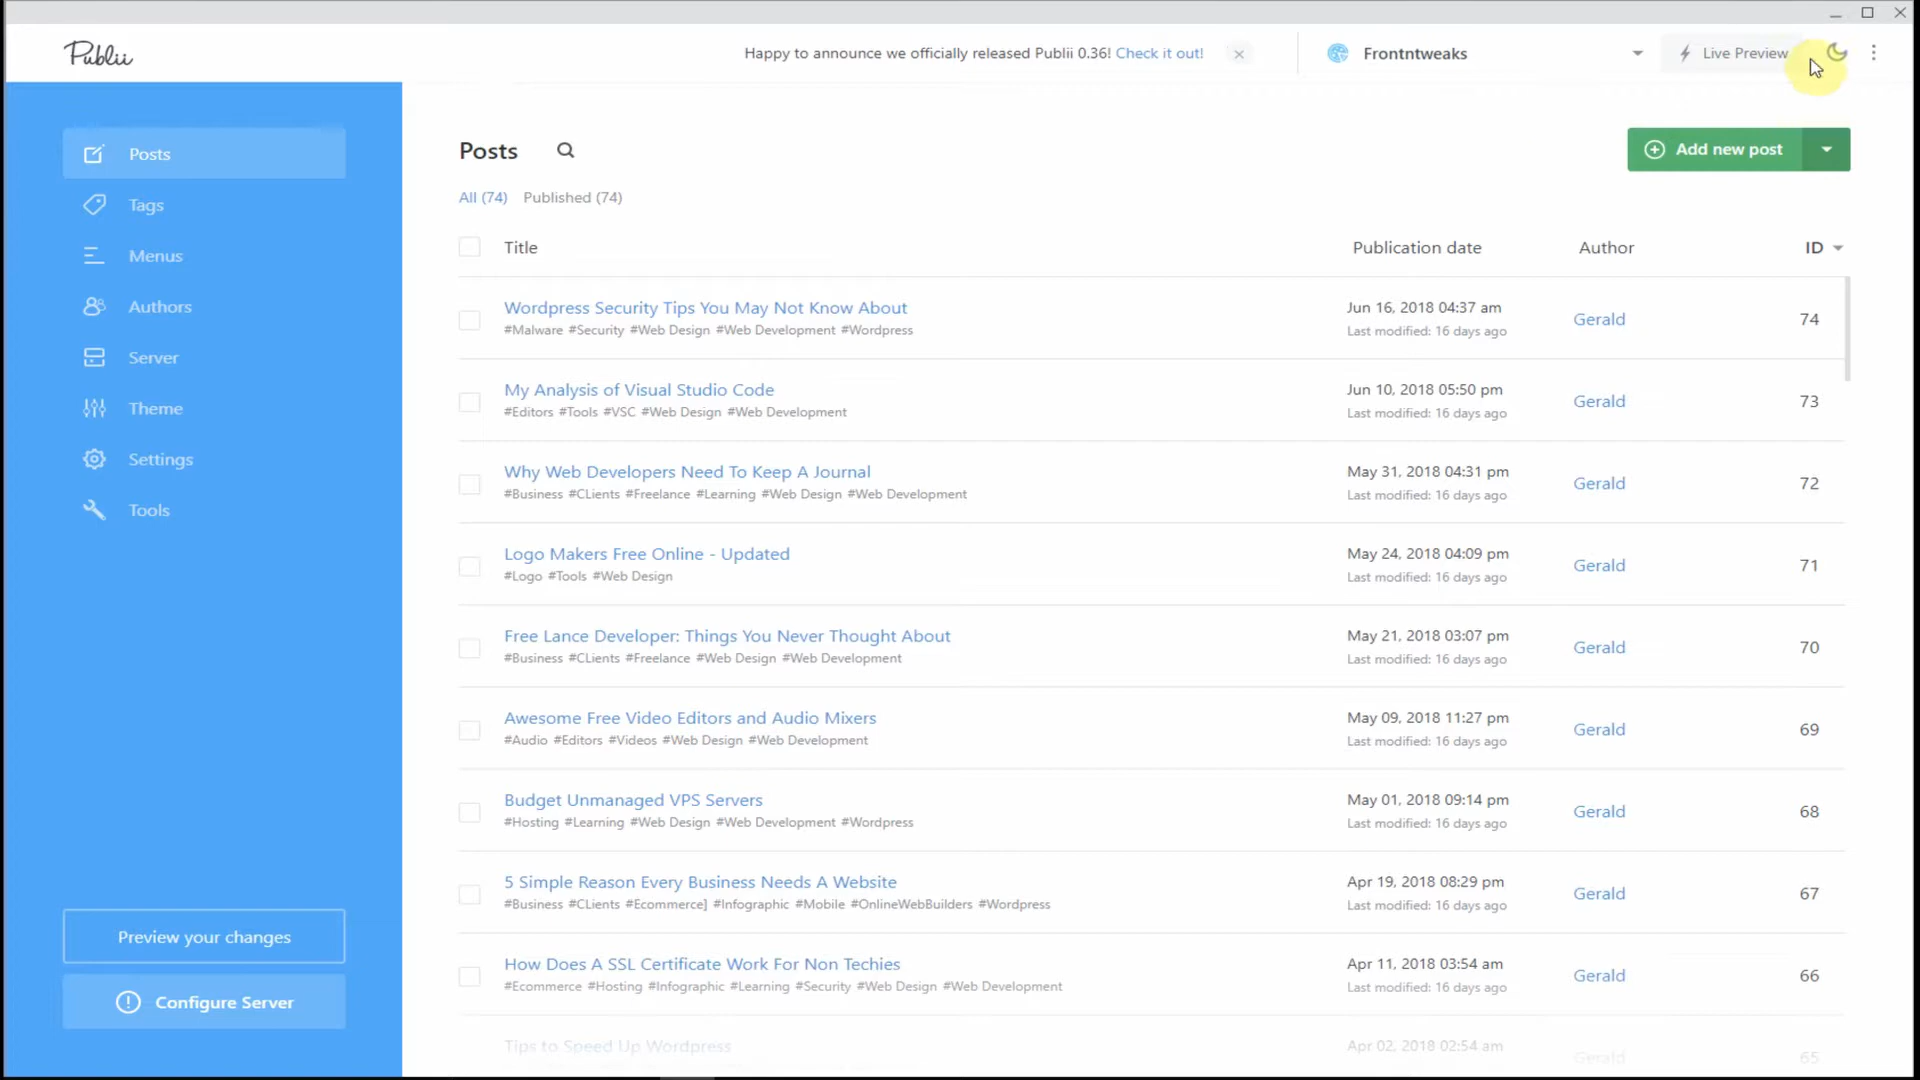 Publii
Happy to announce we officially released Publii 0.36! Check it out!
Frontntweaks
Live Preview
Posts
Tags
Menus
Authors
Server
Theme
Settings
Tools
Preview your changes
Configure Server
Posts
Add new post
All (74) Published (74)
Title Publication date Author ID
Wordpress Security Tips You May Not Know About
#Malware #Security #Web Design #Web Development #Wordpress
Jun 16, 2018 04:37 am
Last modified: 16 days ago
Gerald
74
My Analysis of Visual Studio Code
#Editors #Tools #VSC #Web Design #Web Development
Jun 10, 2018 05:50 pm
Last modified: 16 days ago
Gerald
73
Why Web Developers Need To Keep A Journal
#Business #CLients #Freelance #Learning #Web Design #Web Development
May 31, 2018 04:31 pm
Last modified: 16 days ago
Gerald
72
Logo Makers Free Online - Updated
#Logo #Tools #Web Design
May 24, 2018 04:09 pm
Last modified: 16 days ago
Gerald
71
Free Lance Developer: Things You Never Thought About
#Business #CLients #Freelance #Web Design #Web Development
May 21, 2018 03:07 pm
Last modified: 16 days ago
Gerald
70
Awesome Free Video Editors and Audio Mixers
#Audio #Editors #Videos #Web Design #Web Development
May 09, 2018 11:27 pm
Last modified: 16 days ago
Gerald
69
Budget Unmanaged VPS Servers
#Hosting #Learning #Web Design #Web Development #Wordpress
May 01, 2018 09:14 pm
Last modified: 16 days ago
Gerald
68
5 Simple Reason Every Business Needs A Website
#Business #CLients #Ecommerce] #Infographic #Mobile #OnlineWebBuilders #Wordpress
Apr 19, 2018 08:29 pm
Last modified: 16 days ago
Gerald
67
How Does A SSL Certificate Work For Non Techies
#Ecommerce #Hosting #Infographic #Learning #Security #Web Design #Web Development
Apr 11, 2018 03:54 am
Last modified: 16 days ago
Gerald
66
Tips to Speed Up Wordpress
Apr 02, 2018 02:54 am
Gerald
65